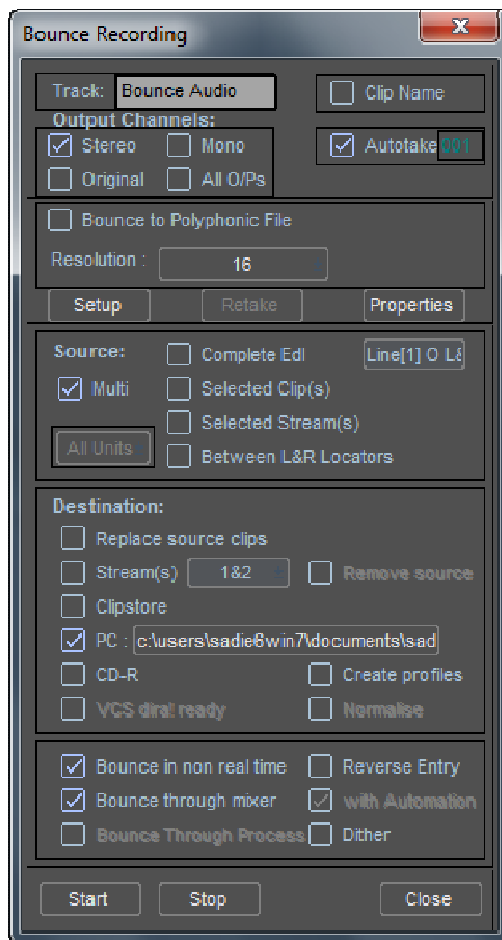 Bounce Recording
Track: Bounce Audio
Clip Name
Output Channels:
Stereo Mono
Autotake 001
Original All O/Ps
Bounce to Polyphonic File
Resolution : 16
Setup Retake Properties
Source: Complete Edl Line[1] O L&
Multi Selected Clip(s)
Selected Stream(s)
All Units
Between L&R Locators
Destination:
Replace source clips
Stream(s) 1&2 Remove source
Clipstore
PC : c:\users\sadie6win7\documents\sad
CD-R Create profiles
VCS dirat ready Normalise
Bounce in non real time Reverse Entry
Bounce through mixer with Automation
Bounce Through Process Dither
Start Stop Close